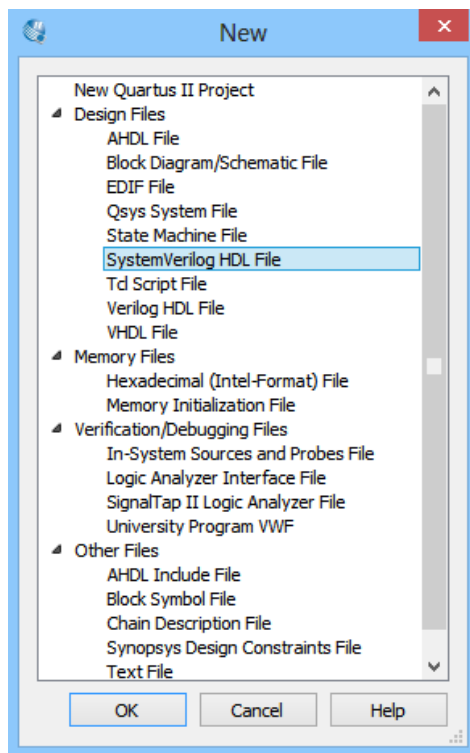 New
New Quartus II Project
Design Files
AHDL File
Block Diagram/Schematic File
EDIF File
Qsys System File
State Machine File
SystemVerilog HDL File
Tcl Script File
Verilog HDL File
VHDL File
Memory Files
Hexadecimal (Intel-Format) File
Memory Initialization File
Verification/Debugging Files
In-System Sources and Probes File
Logic Analyzer Interface File
SignalTap II Logic Analyzer File
University Program VWF
Other Files
AHDL Include File
Block Symbol File
Chain Description File
Synopsys Design Constraints File
Text File
OK Cancel Help